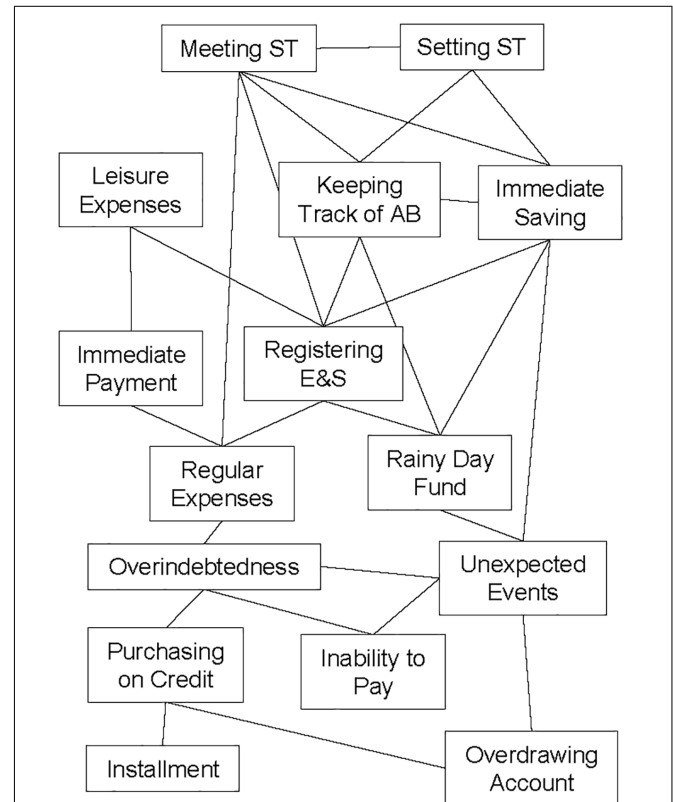 Meeting ST
Setting ST
Leisure
Expenses
Keeping
Track of AB
Immediate
Saving
Immediate
Payment
Registering
E&S
Regular
Expenses
Rainy Day
Fund
Overindebtedness
Unexpected
Events
Purchasing
on Credit
Inability to
Pay
Installment
Overdrawing
Account